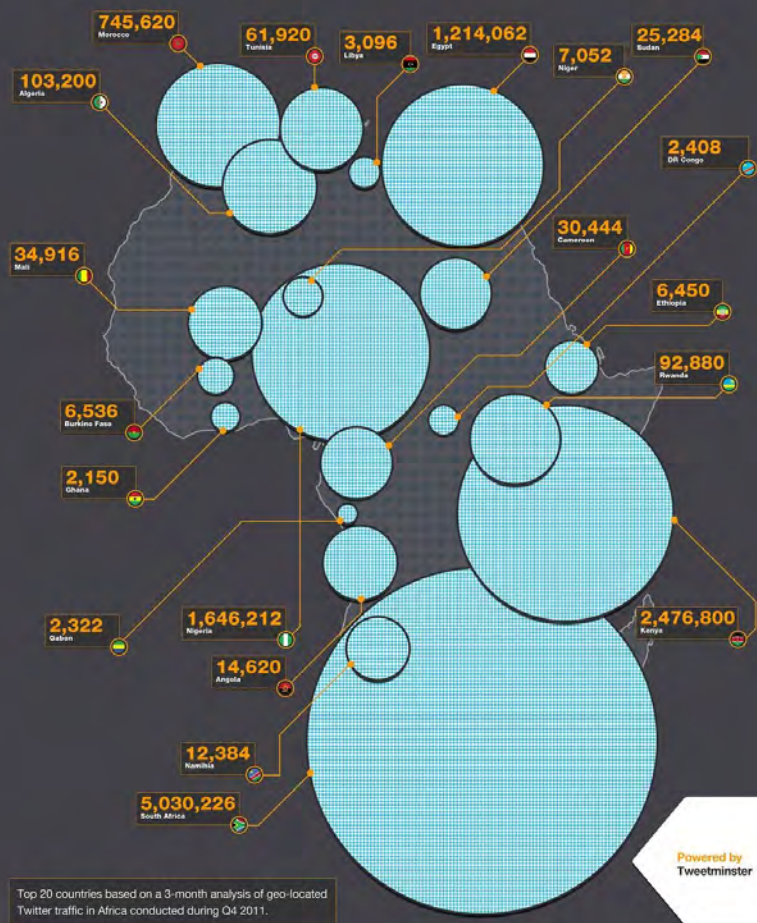 745,620
Morocco
61,920
Tunisia
3,096
Libya
1,214,062
Egypt
7,052
Niger
25,284
Sudan
103,200
Algeria
2,408
DR Congo
30,444
Cameroon
34,916
Mali
6,450
Ethiopia
92,880
Rwanda
6,536
Burkina Faso
2,150
Ghana
2,322
Gabon
1,646,212
Nigeria
2,476,800
Kenya
14,620
Angola
12,384
Namibia
5,030,226
South Africa
Powered by
Tweetminster
Top 20 countries based on a 3-month analysis of geo-located
Twitter traffic in Africa conducted during Q4 2011.